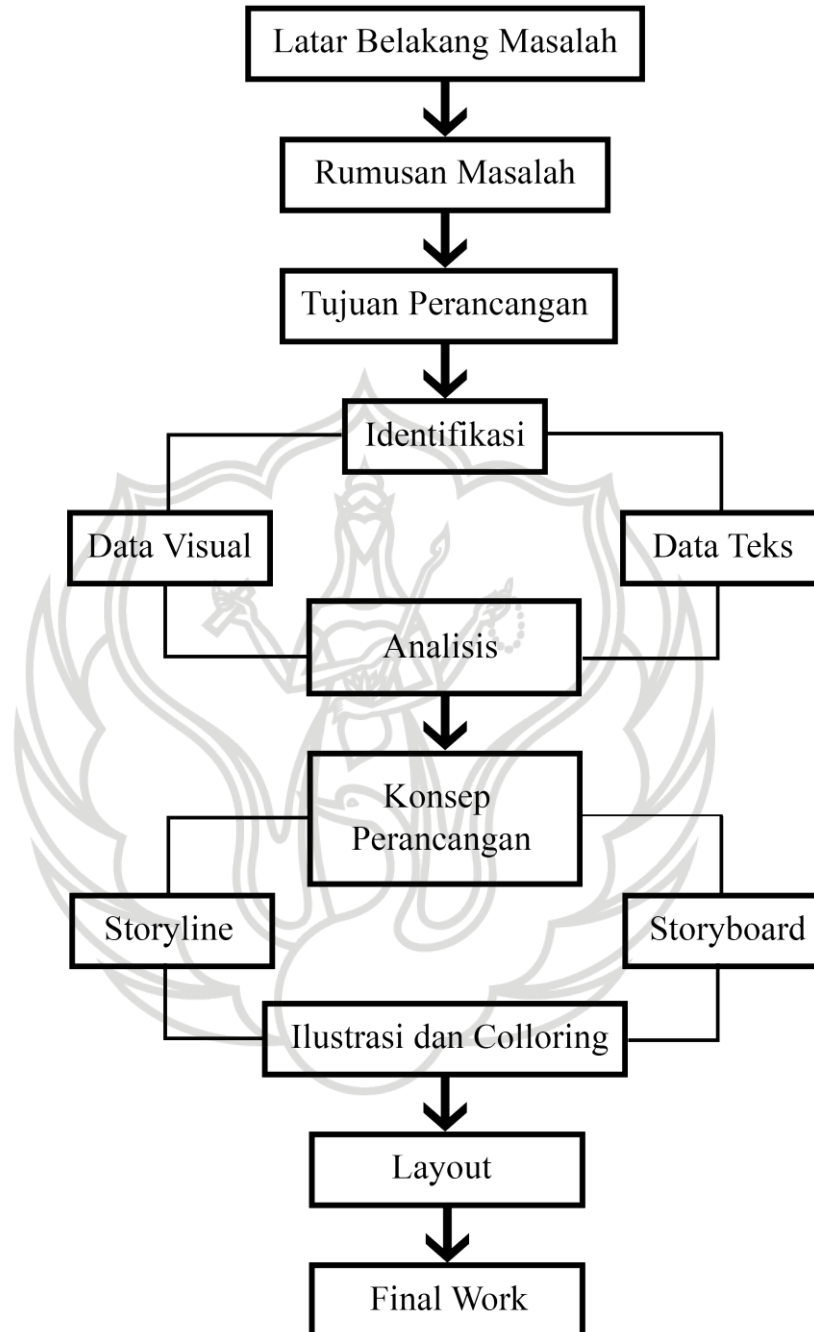 Latar Belakang Masalah
Rumusan Masalah
Tujuan Perancangan
Identifikasi
Data Visual
Data Teks
Analisis
Konsep
Perancangan
Storyline
Storyboard
Ilustrasi dan Colloring
Layout
Final Work